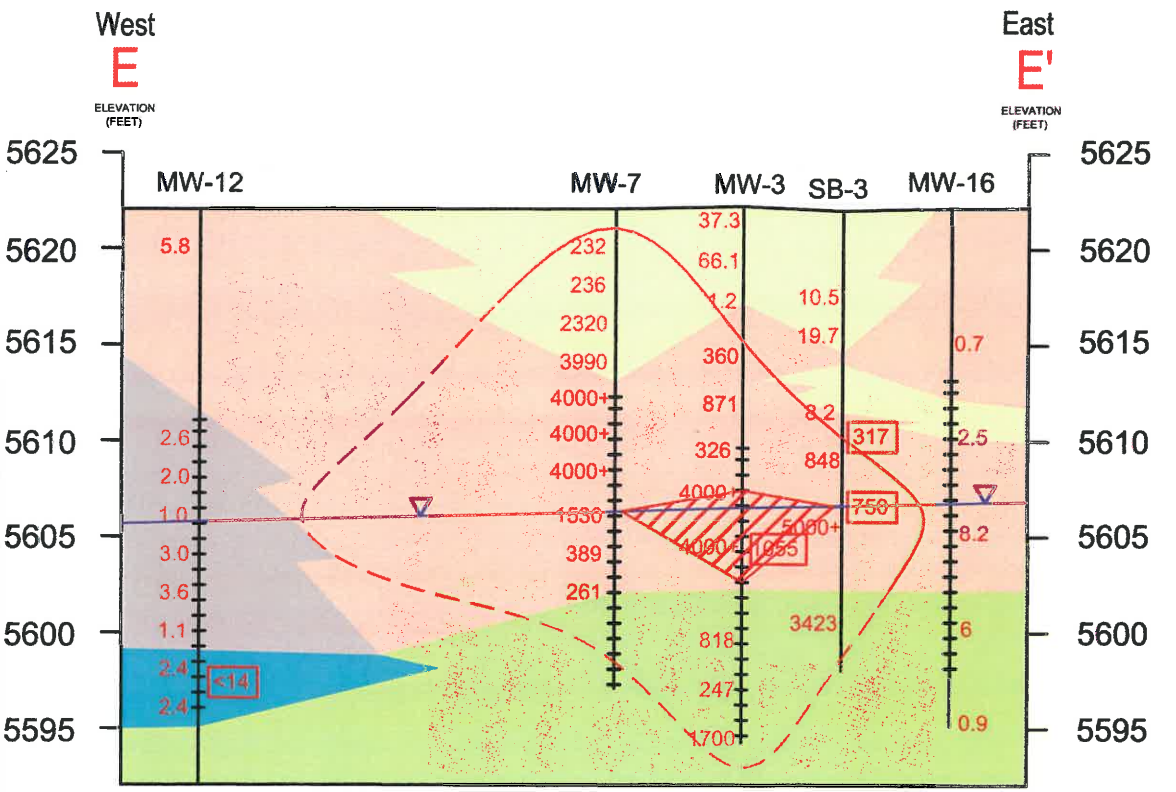 West East
E E'
ELEVATION ELEVATION
(FEET) (FEET)
5625 5625
MW-12 MW-7 MW-3 SB-3 MW-16
37.3
5620 5.8 232 5620
66.1
236
1.2 10.5
2320 19.7
5615 0.7 5615
3990 360
4000+ 871
8.2
5610 2.6 4000+ 317 2.5 5610
326 848
2.0 4000+
4000+
1.0 1530 750
5605 5000+ 8.2 5605
3.0 389 4000+ 1055
3.6 261
5600 1.1 3423 6 5600
818
2.4
<14
247
2.4
5595 0.9 5595
1700